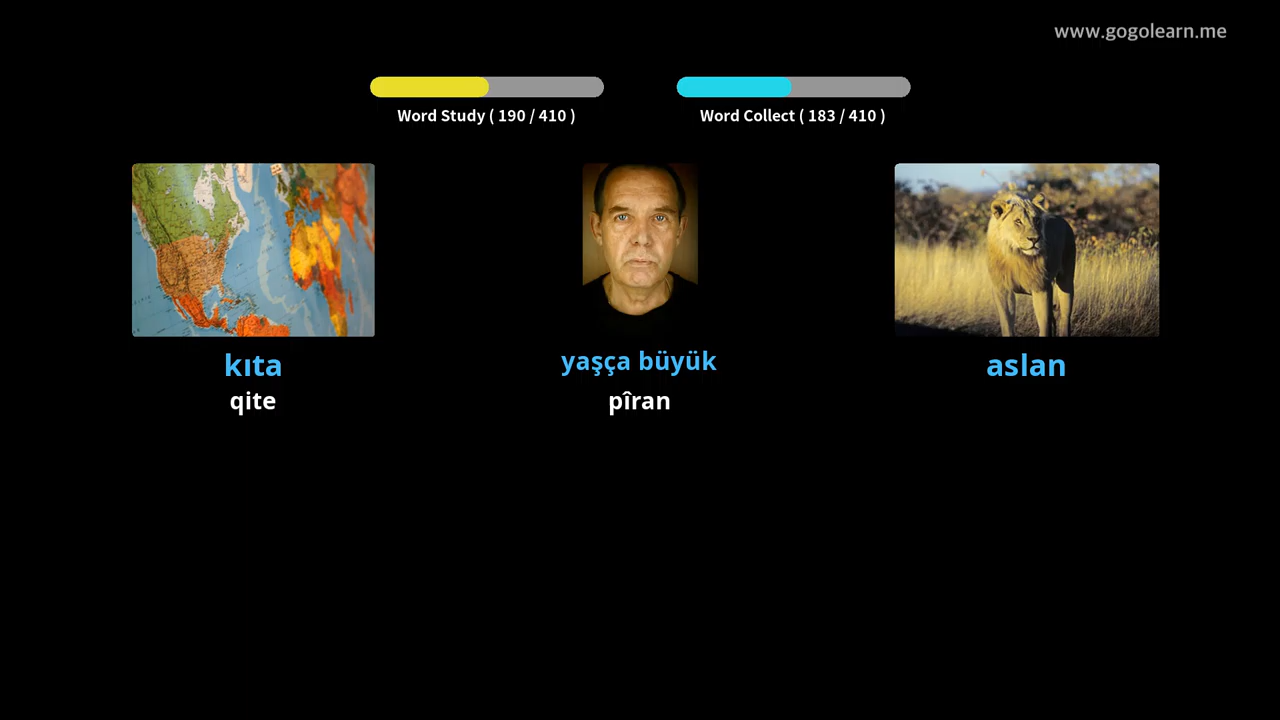 www.gogolearn.me
Word Study ( 190 / 410 )
Word Collect ( 183 / 410 )
kıta
qite
yaşça büyük
pîran
aslan